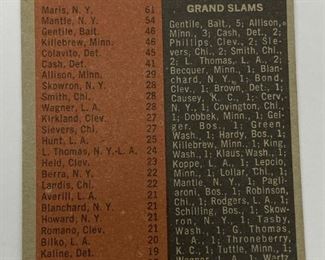 Maris, N. Y. 61
Mantle, N. Y. 54
Gentile, Balt. 46
Killebrew, Minn. 46
Colavito, Det. 45
Cash, Det. 41
Allison, Minn. 29
Skowron, N. Y. 28
Smith, Chi. 28
Wagner, L. A. 28
Kirkland, Clev. 27
Sievers, Chi. 27
Hunt, L. A. 25
L. Thomas, N. Y.-L. A. 24
Held, Clev. 23
Berra, N. Y. 22
Landis, Chi. 22
Averill, L. A. 21
Blanchard, N. Y. 21
Howard, N. Y. 21
Romano, Clev. 21
Bilko, L. A. 20
Kaline, Det. 19
GRAND SLAMS
Gentile, Balt., 5; Allison,
Minn., 3; Cash, Det., 2;
Phillips, Clev., 2; Sievers,
Chi., 2; Smith, Chi.,
2; L. Thomas, L. A., 2;
Becquer, Minn., 1; Blan-
chard, N. Y., 1; Bond,
Clev., 1; Brown, Det., 1;
Causey, K. C., 1; Cerv,
N. Y., 1; Covington, Chi.,
1; Dobbek, Minn., 1; Gei-
ger, Bos., 1; Green,
Wash., 1; Hardy, Bos., 1;
Killebrew, Minn., 1; King,
Wash., 1; Klaus, Wash., 1;
Koppe, L. A., 1; Lepcio,
Minn., 1; Lollar, Chi., 1;
Mantle, N. Y., 1; Pagli-
aroni, Bos., 1; Robinson,
Chi., 1; Rodgers, L. A., 1;
Schilling, Bos., 1; Skow-
ron, N. Y., 1; Tasby,
Wash., 1; G. Thomas,
L. A., 1; Throneberry,
K. C., 1; Tuttle, Minn., 1;